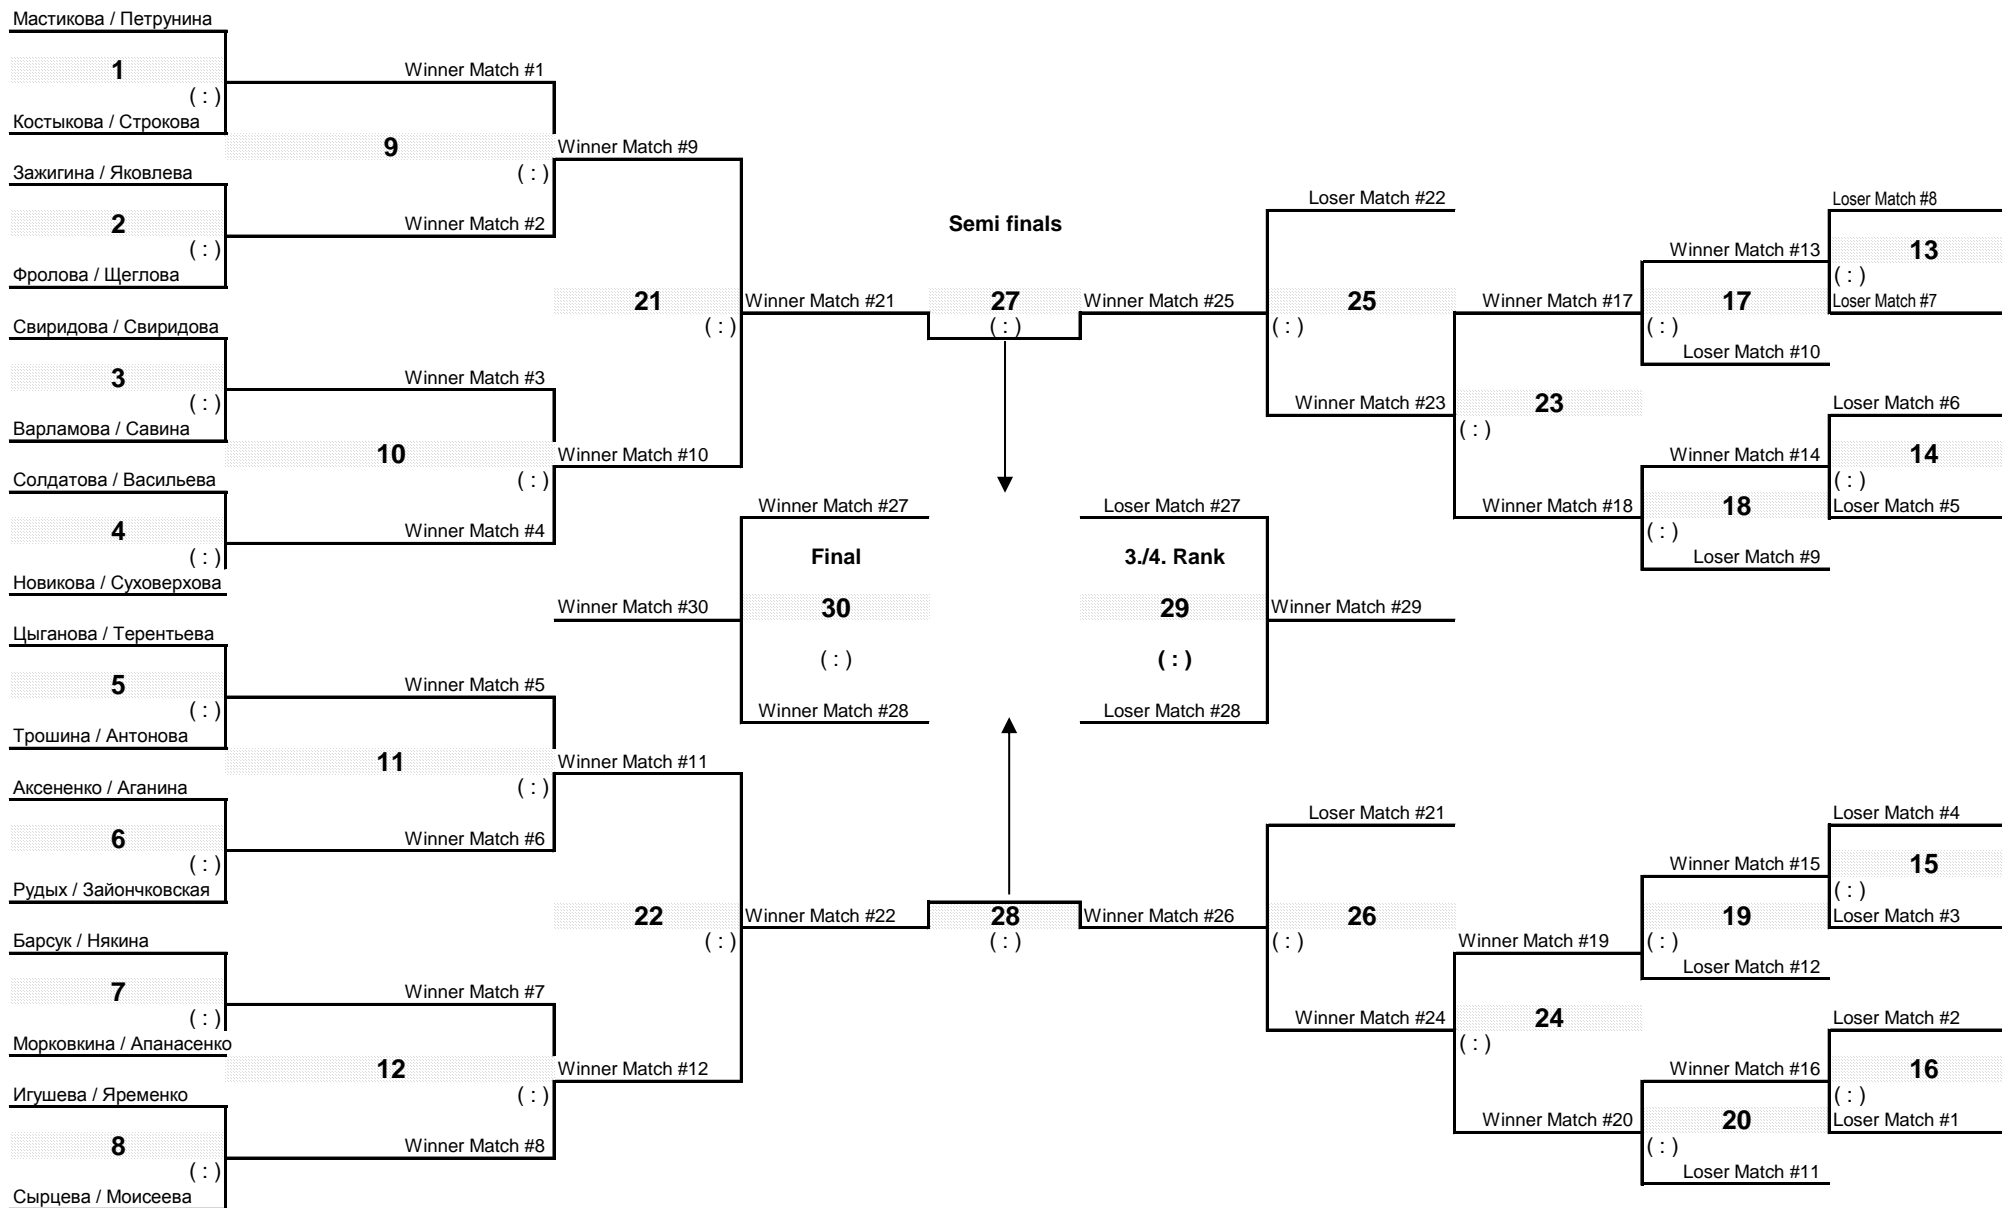 Мастикова / Петрунина
1
Winner Match #1
( : )
Костыкова / Строкова
9
Winner Match #9
Зажигина / Яковлева
( : )
2
Winner Match #2
( : )
Фролова / Щеглова
21
Winner Match #21
( : )
Свиридова / Свиридова
3
Winner Match #3
( : )
Варламова / Савина
10
Winner Match #10
Солдатова / Васильева
( : )
4
Winner Match #4
( : )
Новикова / Суховерхова
Цыганова / Терентьева
5
Winner Match #5
( : )
Трошина / Антонова
11
Winner Match #11
Аксененко / Аганина
( : )
6
Winner Match #6
( : )
Рудых / Зайончковская
22
Winner Match #22
( : )
Барсук / Някина
7
Winner Match #7
( : )
Морковкина / Апанасенко
12
Winner Match #12
Игушева / Яременко
( : )
8
Winner Match #8
( : )
Сырцева / Моисеева
Semi finals
27
( : )
Winner Match #25
Winner Match #27
Final
Winner Match #30
30
( : )
Winner Match #28
Loser Match #27
3./4. Rank
29
Winner Match #29
( : )
Loser Match #28
28
( : )
Winner Match #26
Loser Match #22
25
( : )
Winner Match #23
Winner Match #17
23
( : )
Winner Match #18
Winner Match #13
17
( : )
Loser Match #10
Loser Match #8
13
( : )
Loser Match #7
Winner Match #14
18
( : )
Loser Match #9
Loser Match #6
14
( : )
Loser Match #5
Loser Match #21
26
( : )
Winner Match #24
Winner Match #19
24
( : )
Winner Match #20
Winner Match #15
19
( : )
Loser Match #12
Loser Match #4
15
( : )
Loser Match #3
Winner Match #16
20
( : )
Loser Match #11
Loser Match #2
16
( : )
Loser Match #1